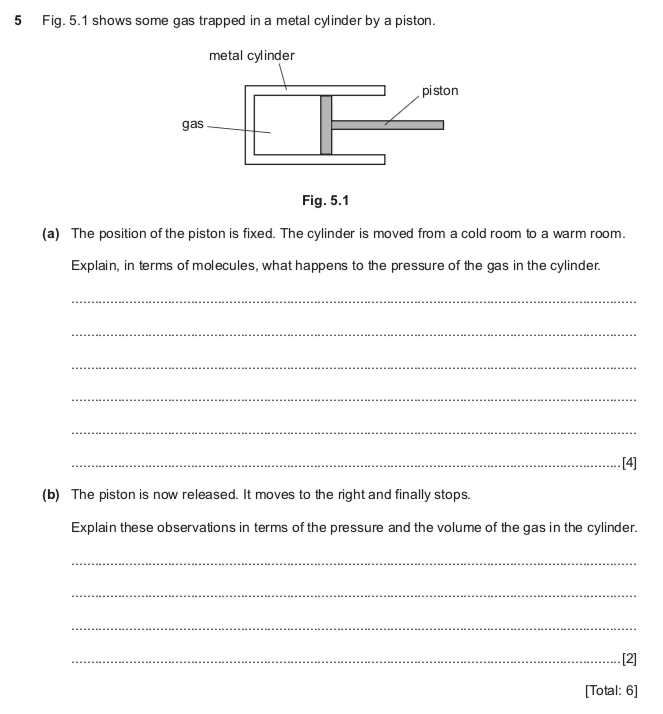 5 Fig. 5.1 shows some gas trapped in a metal cylinder by a piston.
metal cylinder
piston
gas
Fig. 5.1
(a) The position of the piston is fixed. The cylinder is moved from a cold room to a warm room.
Explain, in terms of molecules, what happens to the pressure of the gas in the cylinder.
[4]
(b) The piston is now released. It moves to the right and finally stops.
Explain these observations in terms of the pressure and the volume of the gas in the cylinder.
[2]
[Total: 6]